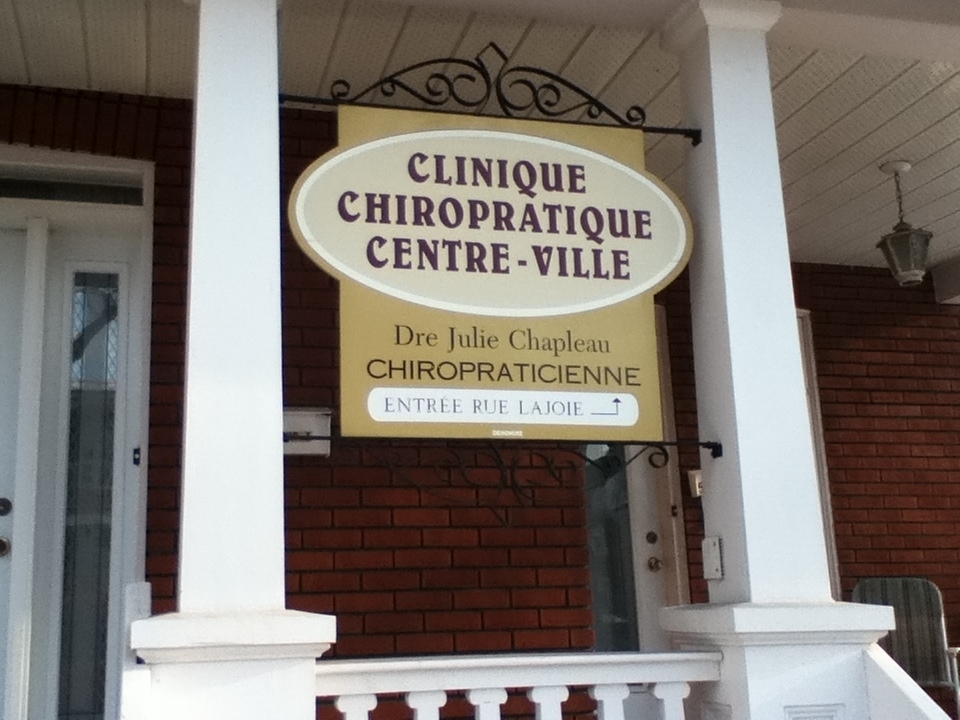 CLINIQUE
CHIROPRATIQUE
CENTRE-VILLE
Dre Julie Chapleau
CHIROPRATICIENNE
ENTRÉE RUE LAJOIE